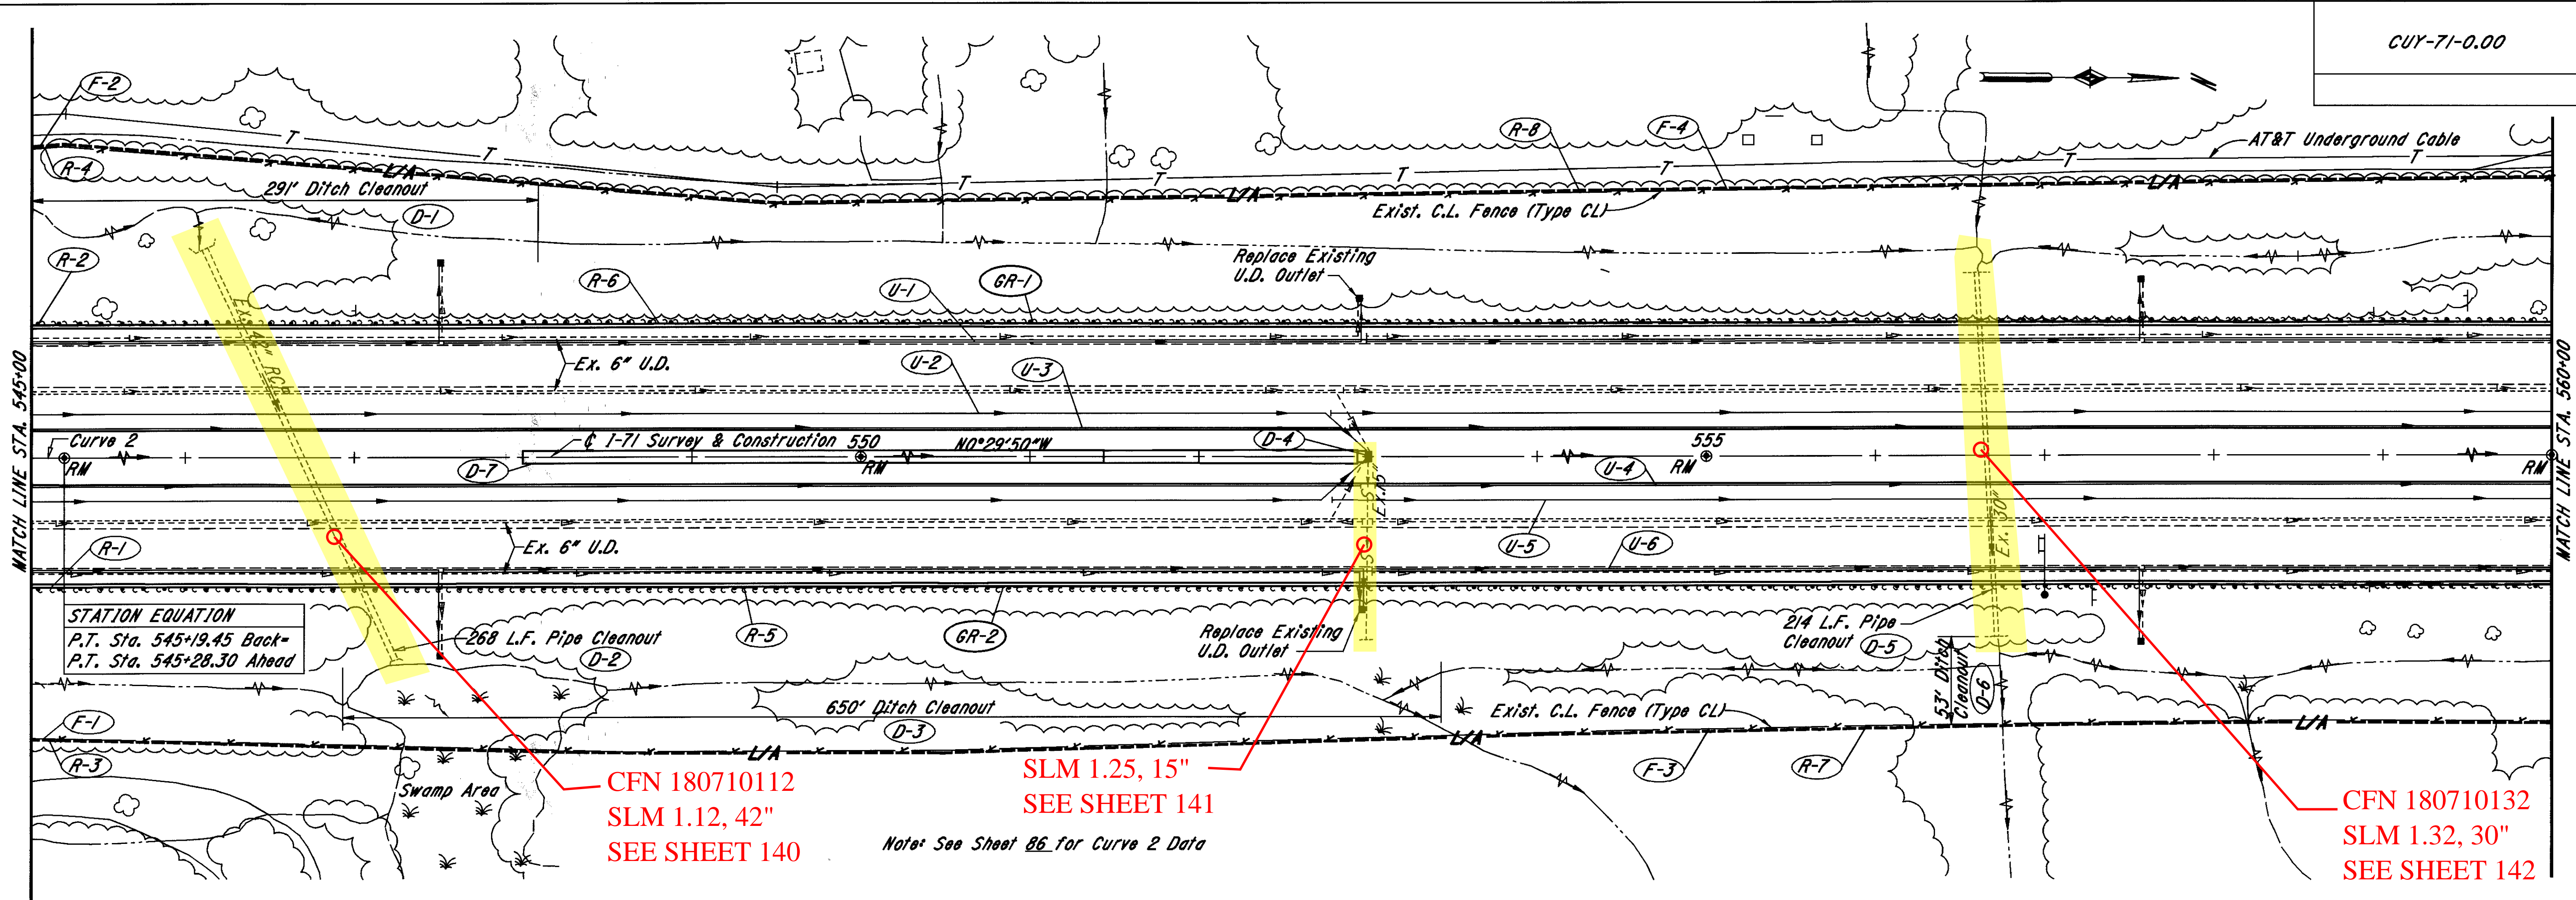 CUY-71-0.00
F-2
T
T
T
T
T
T
T
T
T
R-8
F-4
AT&T Underground Cable
R-4
L/A
L/A
L/A
291' Ditch Cleanout
D-1
Exist. C.L. Fence (Type CL)
R-2
R-6
U-1
GR-1
Replace Existing
U.D. Outlet
Ex. 42" RCP
Ex. 6" U.D.
U-2
U-3
MATCH LINE STA. 545+00
MATCH LINE STA. 560+00
Curve 2
RM
℄ I-71 Survey & Construction
550
N0°29'50"W
D-4
555
D-7
RM
RM
RM
Ex. 15"
U-4
R-1
Ex. 6" U.D.
U-5
U-6
Ex. 30"
STATION EQUATION
P.T. Sta. 545+19.45 Back=
P.T. Sta. 545+28.30 Ahead
268 L.F. Pipe Cleanout
D-2
R-5
GR-2
Replace Existing
U.D. Outlet
214 L.F. Pipe
Cleanout
D-5
53' Ditch
Cleanout
D-6
650' Ditch Cleanout
D-3
Exist. C.L. Fence (Type CL)
F-1
R-3
L/A
L/A
L/A
F-3
R-7
Swamp Area
CFN 180710112
SLM 1.12, 42"
SEE SHEET 140
SLM 1.25, 15"
SEE SHEET 141
CFN 180710132
SLM 1.32, 30"
SEE SHEET 142
Note: See Sheet 86 for Curve 2 Data